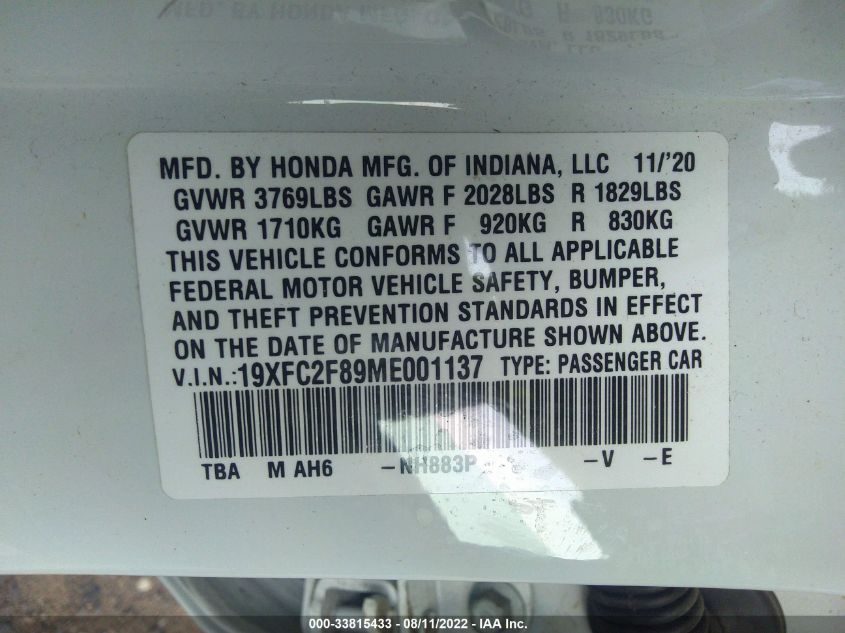 MFD. BY HONDA MFG. OF INDIANA, LLC 11/'20
GVWR 3769LBS GAWR F 2028LBS R 1829LBS
GVWR 1710KG GAWR F 920KG R 830KG
THIS VEHICLE CONFORMS TO ALL APPLICABLE
FEDERAL MOTOR VEHICLE SAFETY, BUMPER,
AND THEFT PREVENTION STANDARDS IN EFFECT
ON THE DATE OF MANUFACTURE SHOWN ABOVE.
V.I.N.:19XFC2F89ME001137 TYPE: PASSENGER CAR
TBA M AH6 -NH883P -V -E
000-33815433 - 08/11/2022 - IAA Inc.